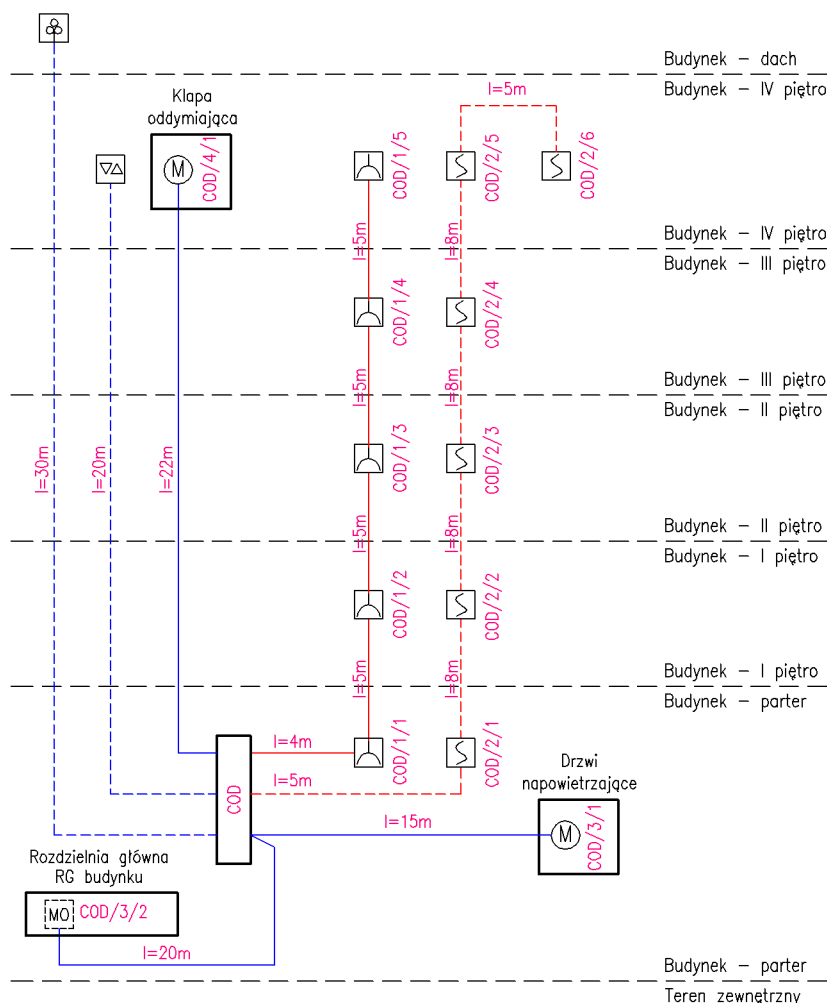 Budynek – dach
Budynek – IV piętro
l=5m
Klapa
oddymiająca
M
COD/4/1
COD/1/5
COD/2/5
COD/2/6
l=5m
l=8m
Budynek – IV piętro
Budynek – III piętro
COD/1/4
COD/2/4
l=5m
l=8m
Budynek – III piętro
Budynek – II piętro
COD/1/3
COD/2/3
l=30m
l=20m
l=22m
l=5m
l=8m
Budynek – II piętro
Budynek – I piętro
COD/1/2
COD/2/2
l=5m
l=8m
Budynek – I piętro
Budynek – parter
l=4m
COD/1/1
COD/2/1
COD
l=5m
Drzwi
napowietrzające
l=15m
M
COD/3/1
Rozdzielnia główna
RG budynku
MO
COD/3/2
l=20m
Budynek – parter
Teren zewnętrzny